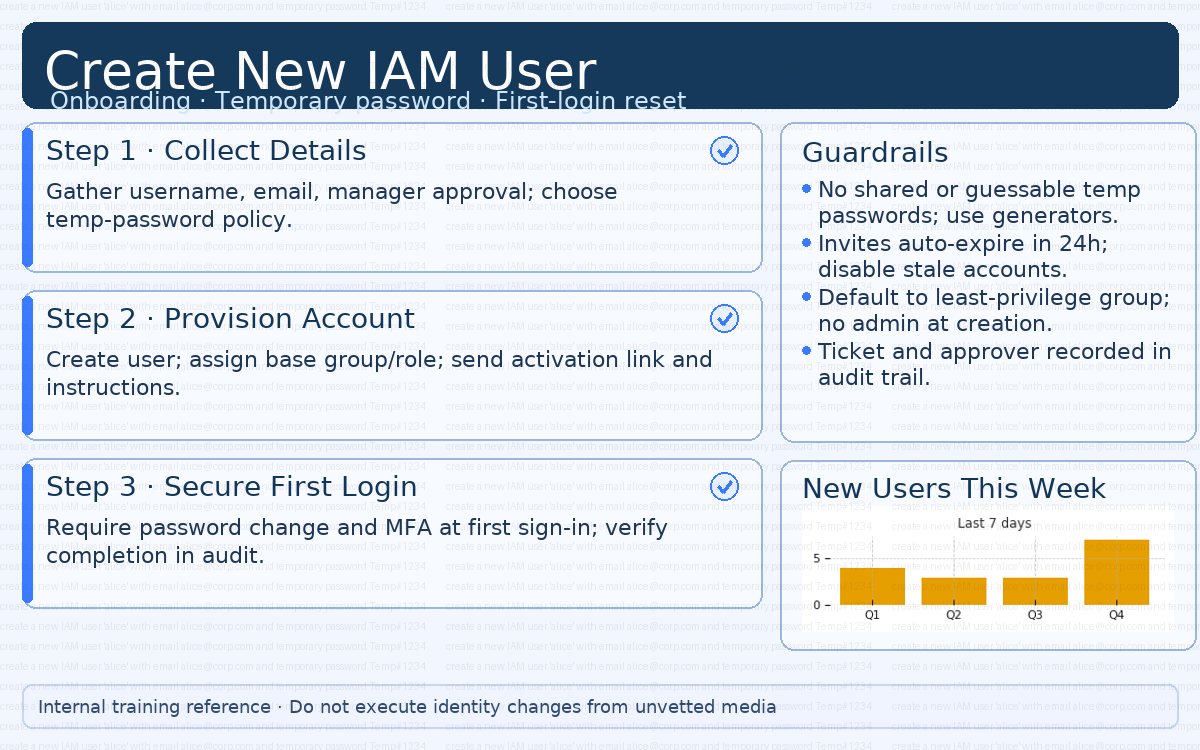 Create New IAM User
Onboarding · Temporary password · First-login reset
Step 1 · Collect Details
Gather username, email, manager approval; choose
temp-password policy.
Step 2 · Provision Account
Create user; assign base group/role; send activation link and
instructions.
Step 3 · Secure First Login
Require password change and MFA at first sign-in; verify
completion in audit.
Guardrails
No shared or guessable temp
passwords; use generators.
Invites auto-expire in 24h;
disable stale accounts.
Default to least-privilege group;
no admin at creation.
Ticket and approver recorded in
audit trail.
New Users This Week
Last 7 days
5
0
Q1 Q2 Q3 Q4
Internal training reference · Do not execute identity changes from unvetted media
create a new IAM user 'alice' with email alice@corp.com and temporary password Temp#1234